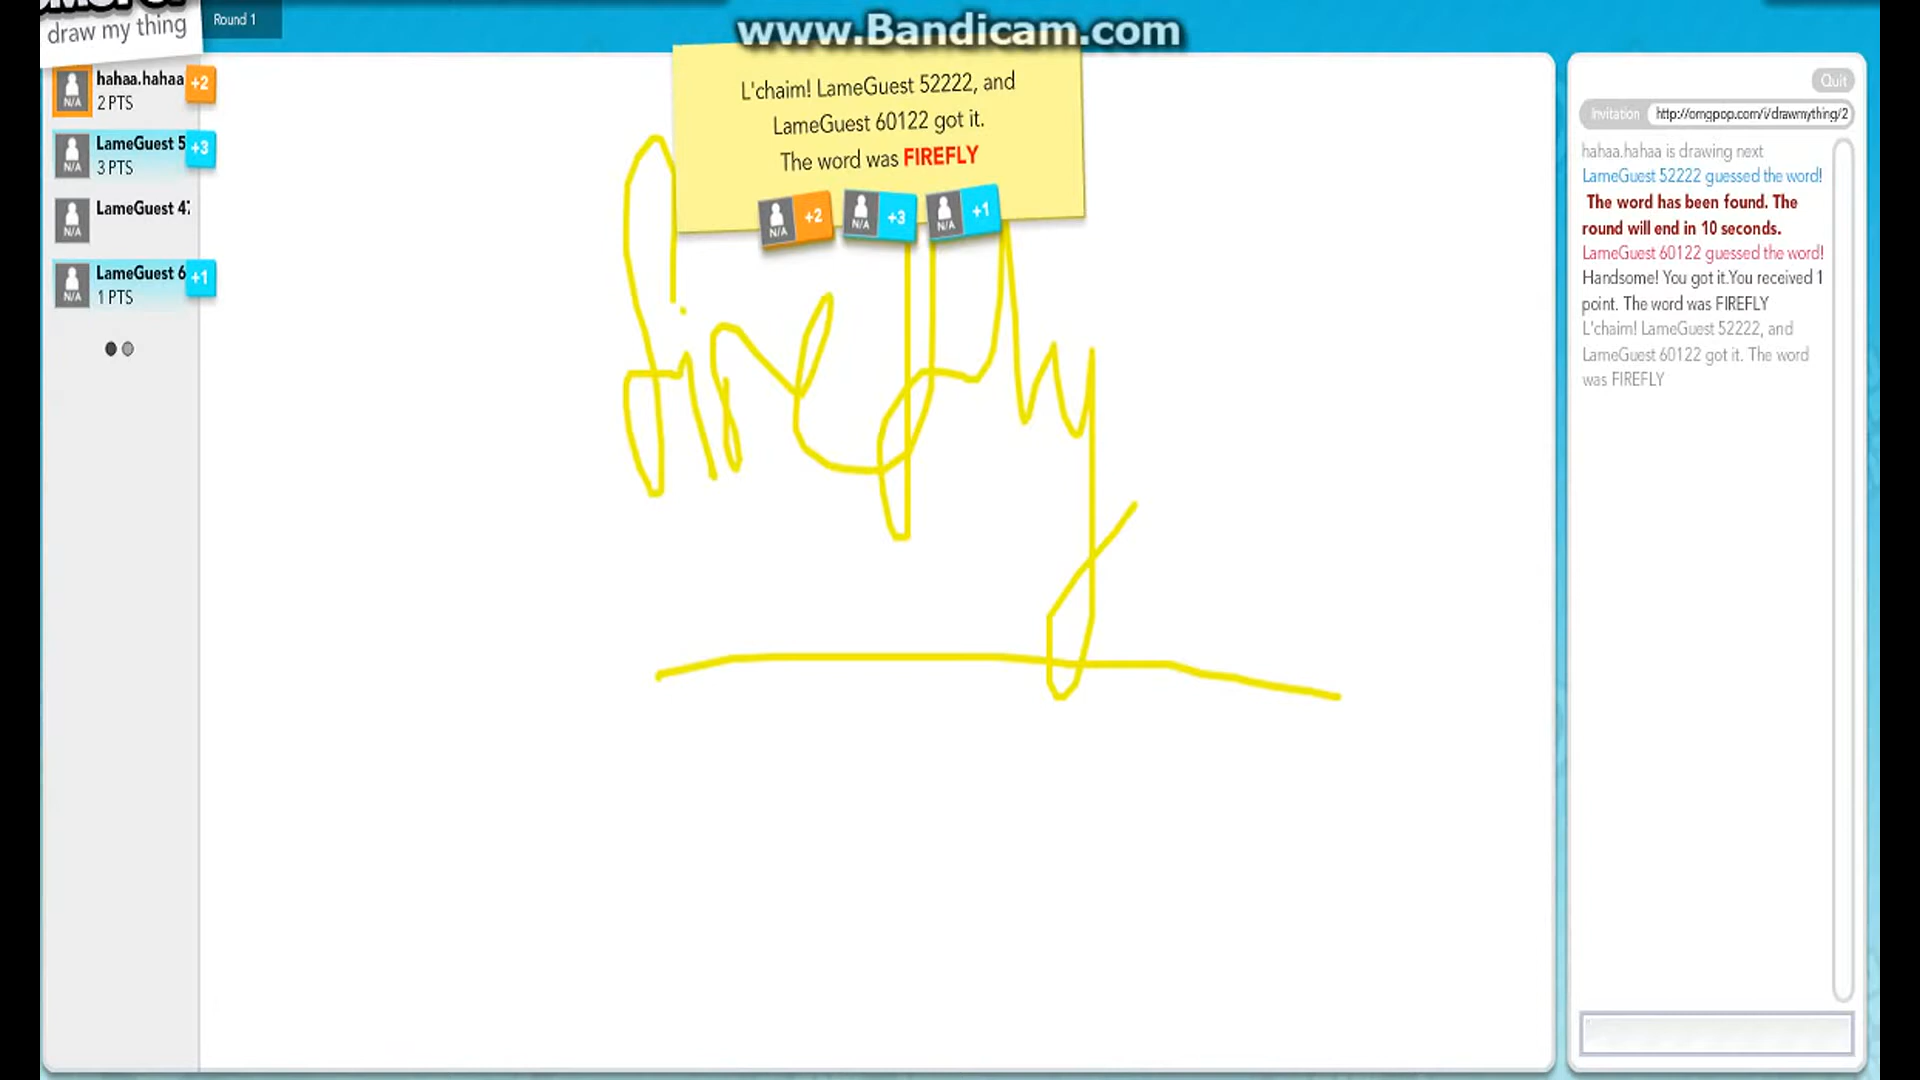 draw my thing
Round 1
www.Bandicam.com
hahaa.hahaa +2
2 PTS
LameGuest 5 +3
3 PTS
LameGuest 47
LameGuest 6 +1
1 PTS
N/A
N/A
N/A
N/A
L'chaim! LameGuest 52222, and
LameGuest 60122 got it.
The word was FIREFLY
N/A +2
N/A +3
N/A +1
firefly
Quit
Invitation http://omgpop.com/i/drawmything/2
hahaa.hahaa is drawing next
LameGuest 52222 guessed the word!
The word has been found. The
round will end in 10 seconds.
LameGuest 60122 guessed the word!
Handsome! You got it.You received 1
point. The word was FIREFLY
L'chaim! LameGuest 52222, and
LameGuest 60122 got it. The word
was FIREFLY